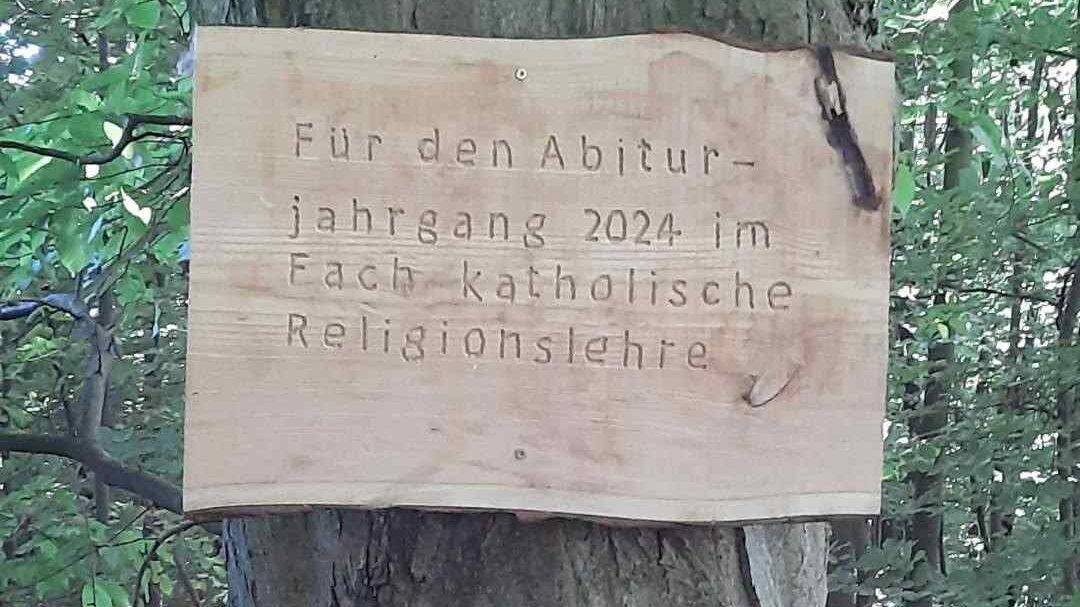 Für den Abitur-
jahrgang 2024 im
Fach katholische
Religionslehre